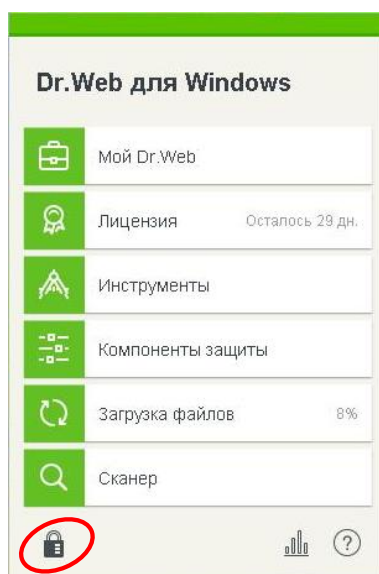 Dr.Web для Windows
Мой Dr.Web
Лицензия Осталось 29 дн.
Инструменты
Компоненты защиты
Загрузка файлов 8%
Сканер
?